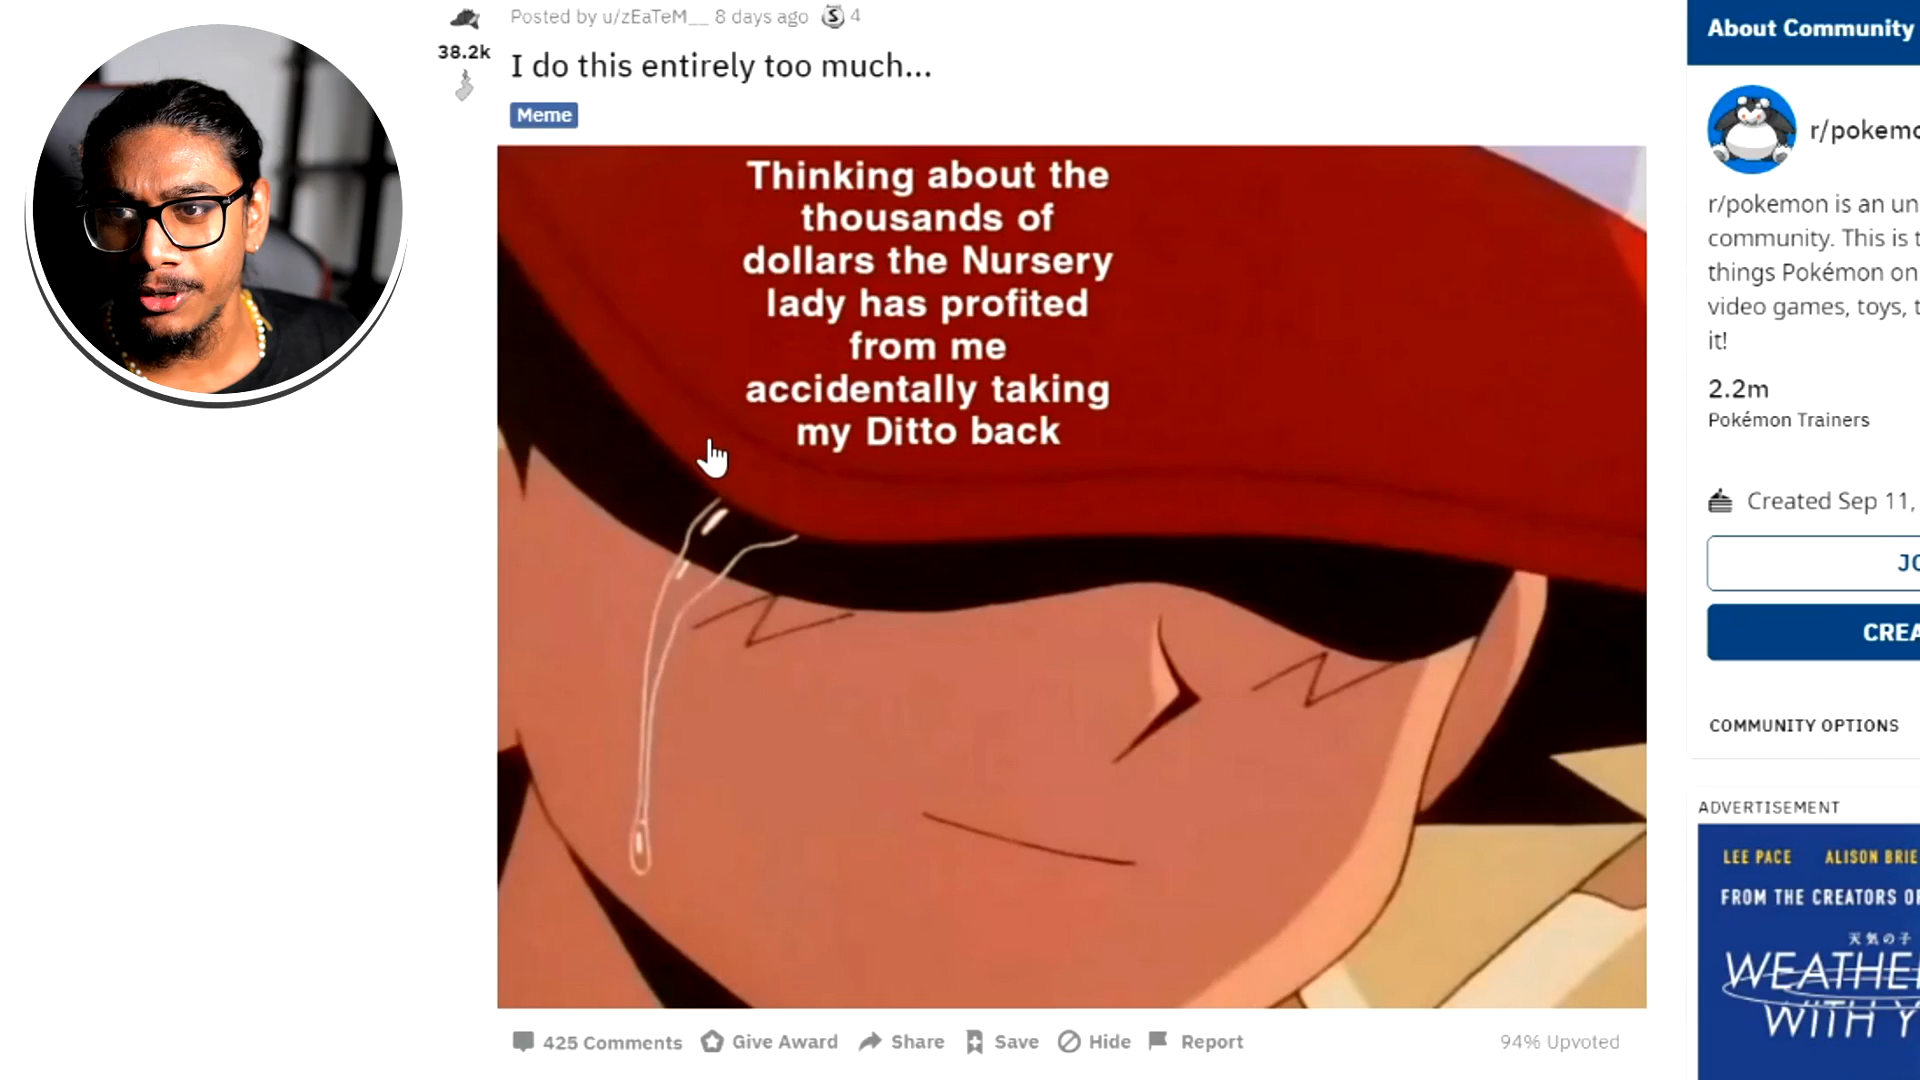 Posted by u/zEaTeM__ 8 days ago
4
38.2k
I do this entirely too much...
Meme
Thinking about the
thousands of
dollars the Nursery
lady has profited
from me
accidentally taking
my Ditto back
425 Comments
Give Award
Share
Save
Hide
Report
94% Upvoted
About Community
r/pokemo
r/pokemon is an un
community. This is t
things Pokémon on
video games, toys, t
it!
2.2m
Pokémon Trainers
Created Sep 11,
JO
CREA
COMMUNITY OPTIONS
ADVERTISEMENT
LEE PACE ALISON BRIE
FROM THE CREATORS OF
天気の子
WEATHE
WITH Y